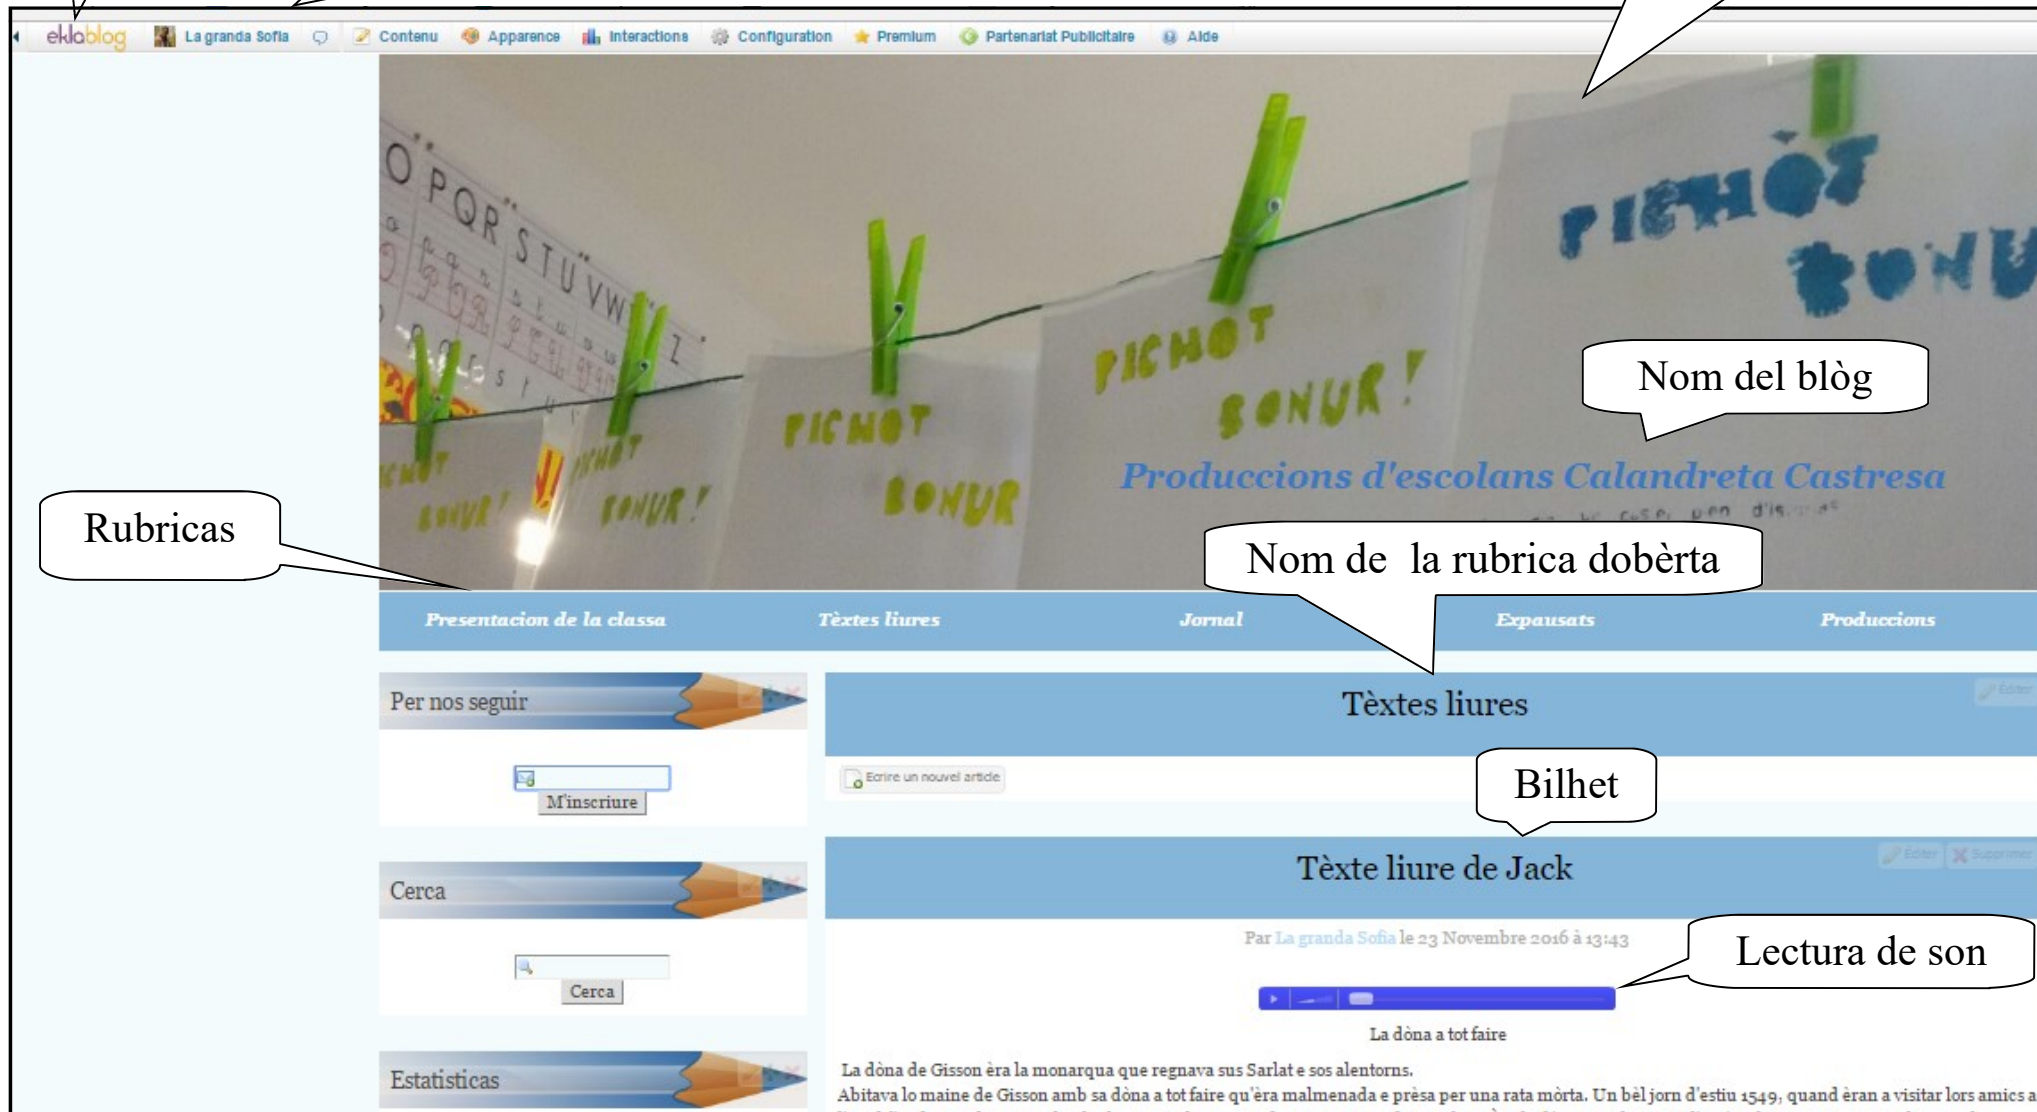 eklablog La granda Sofia Contenu Apparence Interactions Configuration Premium Partenariat Publicitaire Aide
O P Q R S T U V W Z
PICHÒT
BONU
PICHOT
BONUR !
PICHOT
BONUR
PICHOT
BONUR !
BONUR !
Nom del blòg
Produccions d'escolans Calandreta Castresa
Rubricas
Nom de la rubrica dobèrta
Presentacion de la classa Tèxtes liures Jornal Expausats Produccions
Per nos seguir
Tèxtes liures
Éditer
M'inscriure
Ecrire un nouvel article
Bilhet
Cerca
Tèxte liure de Jack
Éditer Supprimer
Par La granda Sofia le 23 Novembre 2016 à 13:43
Lectura de son
Cerca
La dòna a tot faire
Estatisticas
La dòna de Gisson èra la monarqua que regnava sus Sarlat e sos alentorns.
Abitava lo maine de Gisson amb sa dòna a tot faire qu'èra malmenada e prèsa per una rata mòrta. Un bèl jorn d'estiu 1549, quand èran a visitar lors amics a